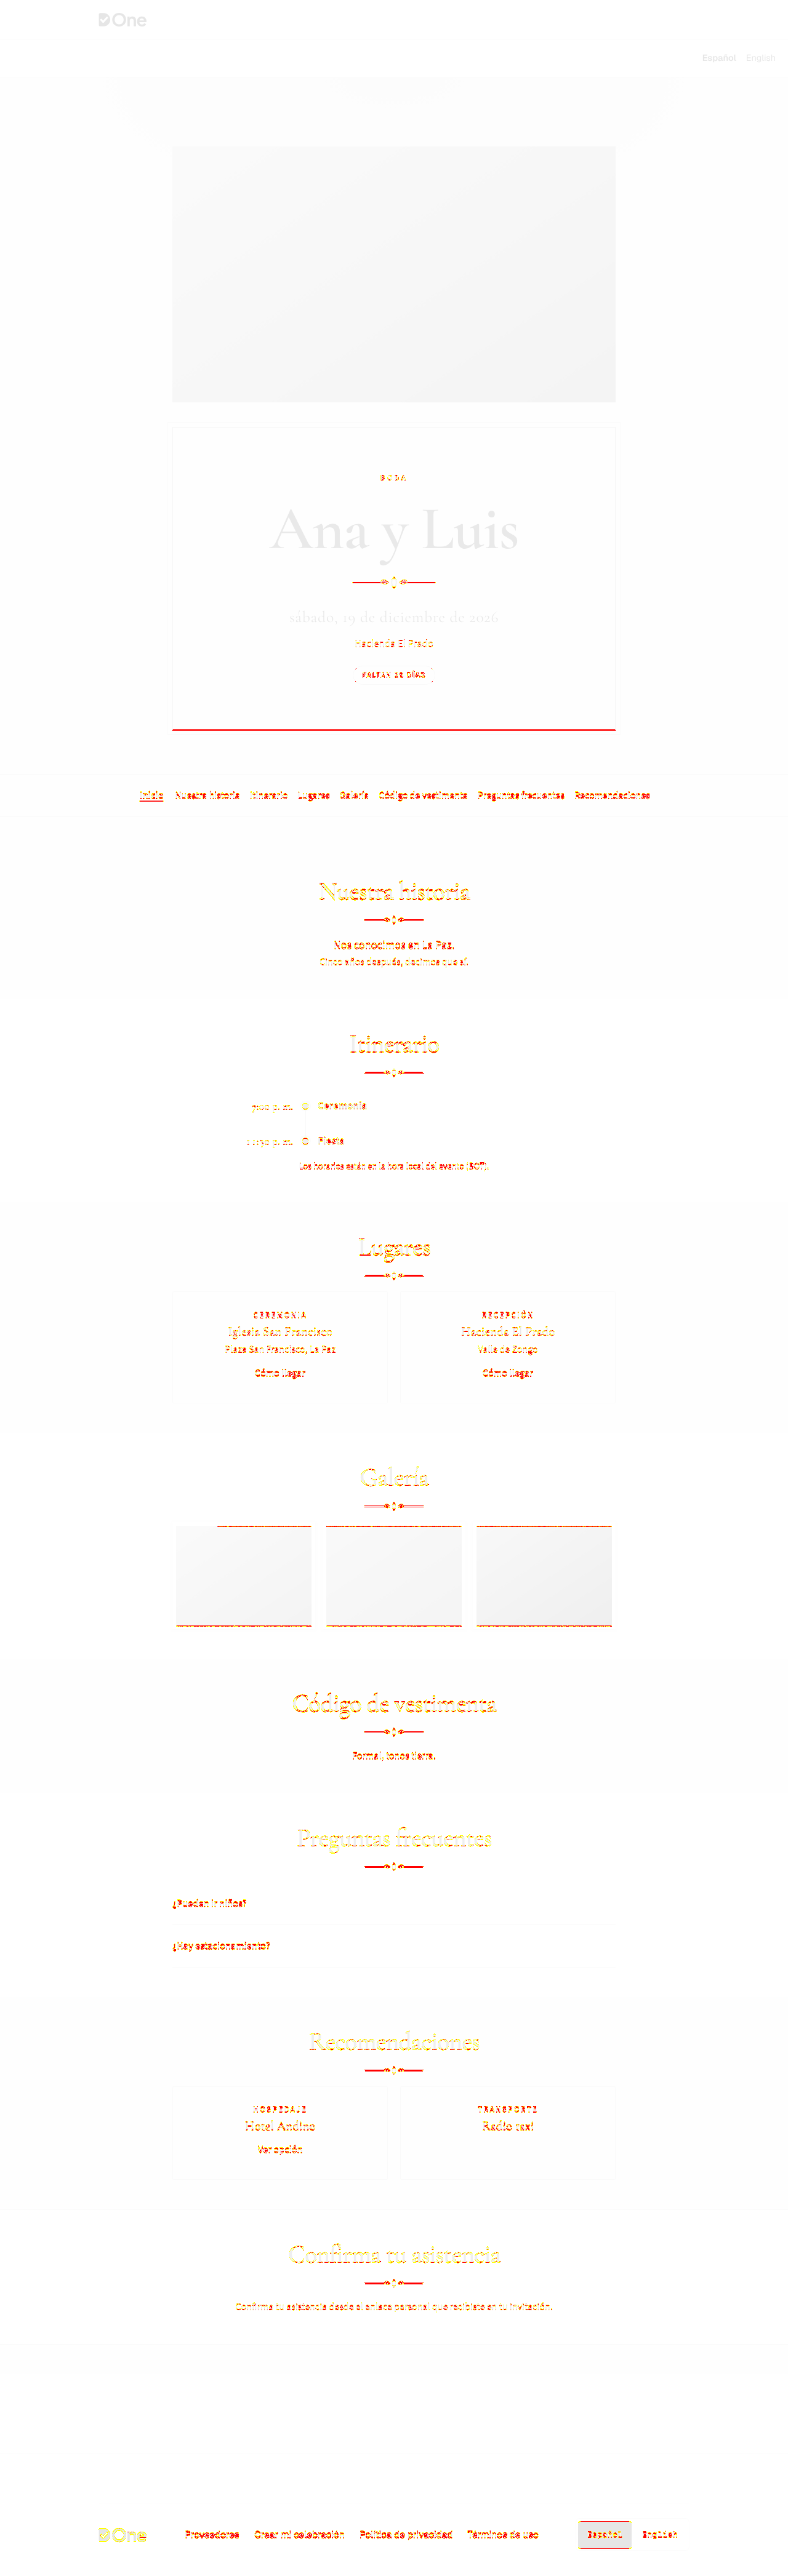 One
Español English
BODA
Ana y Luis
sábado, 19 de diciembre de 2026
Hacienda El Prado
Inicio Nuestra historia Itinerario Lugares Galería Código de vestimenta Preguntas frecuentes Recomendaciones
Nuestra historia
Nos conocimos en La Paz.
Cinco años después, decimos que sí.
Itinerario
Ceremonia
Fiesta
Los horarios están en la hora local del evento (BOT).
Lugares
CEREMONIA
Iglesia San Francisco
Plaza San Francisco, La Paz
Cómo llegar
RECEPCIÓN
Hacienda El Prado
Valle de Zongo
Cómo llegar
Galería
Código de vestimenta
Formal, tonos tierra.
Preguntas frecuentes
¿Pueden ir niños?
¿Hay estacionamiento?
Recomendaciones
HOSPEDAJE
Hotel Andino
Ver opción
TRANSPORTE
Radio taxi
Confirma tu asistencia
Confirma tu asistencia desde el enlace personal que recibiste en tu invitación.
One Proveedores Crear mi celebración Política de privacidad Términos de uso Español English